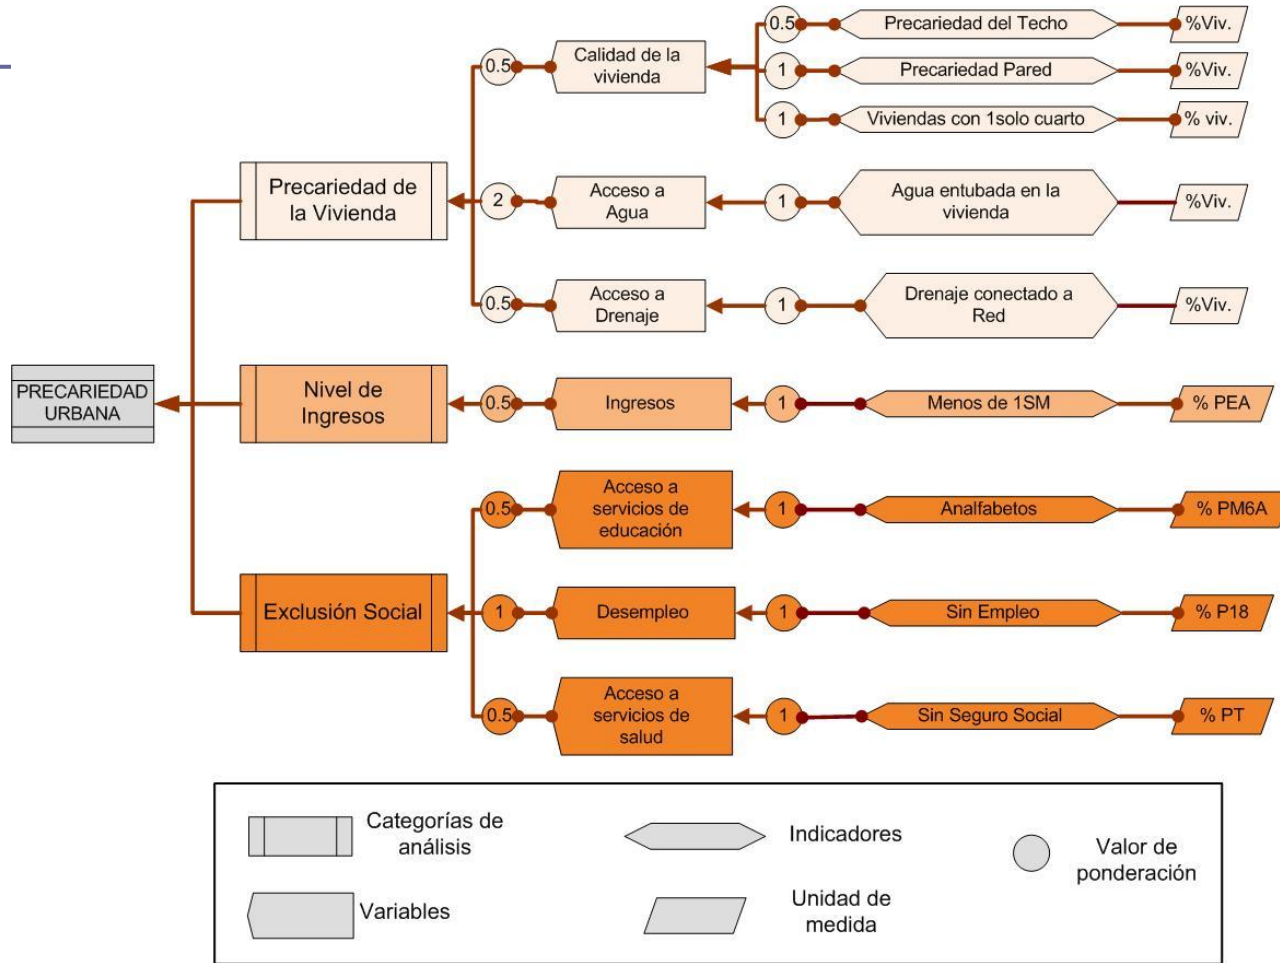 0.5
Precariedad del Techo
%Viv.
0.5
Calidad de la
vivienda
1
Precariedad Pared
%Viv.
1
Viviendas con 1solo cuarto
% viv.
Precariedad de
la Vivienda
2
Acceso a
Agua
1
Agua entubada en la
vivienda
%Viv.
0.5
Acceso a
Drenaje
1
Drenaje conectado a
Red
%Viv.
PRECARIEDAD
URBANA
Nivel de
Ingresos
0.5
Ingresos
1
Menos de 1SM
% PEA
0.5
Acceso a
servicios de
educación
1
Analfabetos
% PM6A
Exclusión Social
1
Desempleo
1
Sin Empleo
% P18
0.5
Acceso a
servicios de
salud
1
Sin Seguro Social
% PT
Categorías de
análisis
Indicadores
Valor de
ponderación
Variables
Unidad de
medida